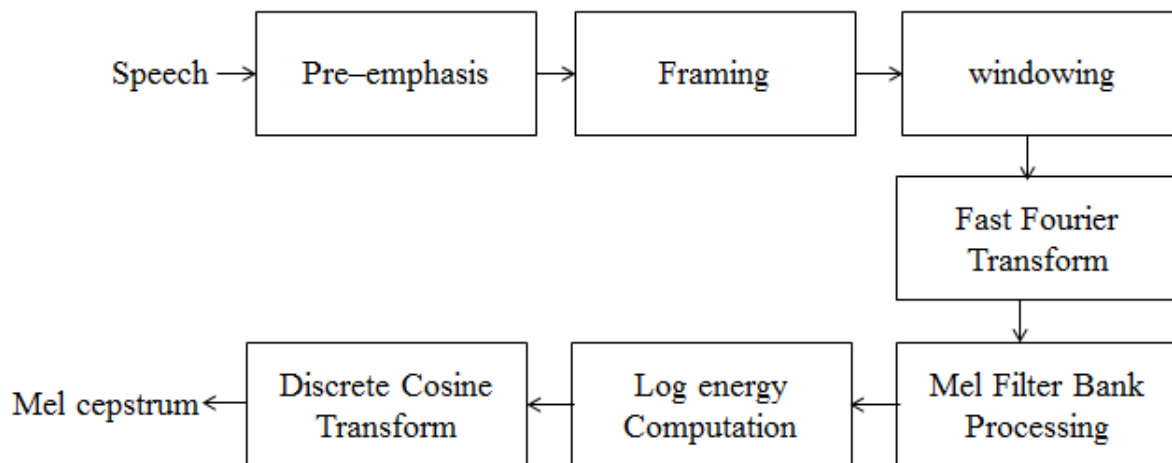 Speech
Pre–emphasis
Framing
windowing
Fast Fourier
Transform
Mel Filter Bank
Processing
Log energy
Computation
Discrete Cosine
Transform
Mel cepstrum